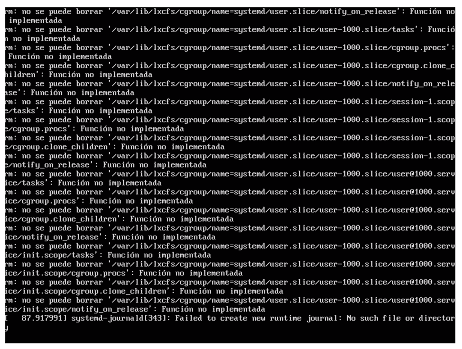 rm: no se puede borrar '/var/lib/lxcfs/cgroup/name=systemd/user.slice/notify_on_release': Función no
 implementada
rm: no se puede borrar '/var/lib/lxcfs/cgroup/name=systemd/user.slice/user-1000.slice/tasks': Funció
n no implementada
rm: no se puede borrar '/var/lib/lxcfs/cgroup/name=systemd/user.slice/user-1000.slice/cgroup.procs':
 Función no implementada
rm: no se puede borrar '/var/lib/lxcfs/cgroup/name=systemd/user.slice/user-1000.slice/cgroup.clone_c
hildren': Función no implementada
rm: no se puede borrar '/var/lib/lxcfs/cgroup/name=systemd/user.slice/user-1000.slice/notify_on_rele
ase': Función no implementada
rm: no se puede borrar '/var/lib/lxcfs/cgroup/name=systemd/user.slice/user-1000.slice/session-1.scop
e/tasks': Función no implementada
rm: no se puede borrar '/var/lib/lxcfs/cgroup/name=systemd/user.slice/user-1000.slice/session-1.scop
e/cgroup.procs': Función no implementada
rm: no se puede borrar '/var/lib/lxcfs/cgroup/name=systemd/user.slice/user-1000.slice/session-1.scop
e/cgroup.clone_children': Función no implementada
rm: no se puede borrar '/var/lib/lxcfs/cgroup/name=systemd/user.slice/user-1000.slice/session-1.scop
e/notify_on_release': Función no implementada
rm: no se puede borrar '/var/lib/lxcfs/cgroup/name=systemd/user.slice/user-1000.slice/user@1000.serv
ice/tasks': Función no implementada
rm: no se puede borrar '/var/lib/lxcfs/cgroup/name=systemd/user.slice/user-1000.slice/user@1000.serv
ice/cgroup.procs': Función no implementada
rm: no se puede borrar '/var/lib/lxcfs/cgroup/name=systemd/user.slice/user-1000.slice/user@1000.serv
ice/cgroup.clone_children': Función no implementada
rm: no se puede borrar '/var/lib/lxcfs/cgroup/name=systemd/user.slice/user-1000.slice/user@1000.serv
ice/notify_on_release': Función no implementada
rm: no se puede borrar '/var/lib/lxcfs/cgroup/name=systemd/user.slice/user-1000.slice/user@1000.serv
ice/init.scope/tasks': Función no implementada
rm: no se puede borrar '/var/lib/lxcfs/cgroup/name=systemd/user.slice/user-1000.slice/user@1000.serv
ice/init.scope/cgroup.procs': Función no implementada
rm: no se puede borrar '/var/lib/lxcfs/cgroup/name=systemd/user.slice/user-1000.slice/user@1000.serv
ice/init.scope/cgroup.clone_children': Función no implementada
rm: no se puede borrar '/var/lib/lxcfs/cgroup/name=systemd/user.slice/user-1000.slice/user@1000.serv
ice/init.scope/notify_on_release': Función no implementada
[   87.917991] systemd-journald[343]: Failed to create new runtime journal: No such file or director
y